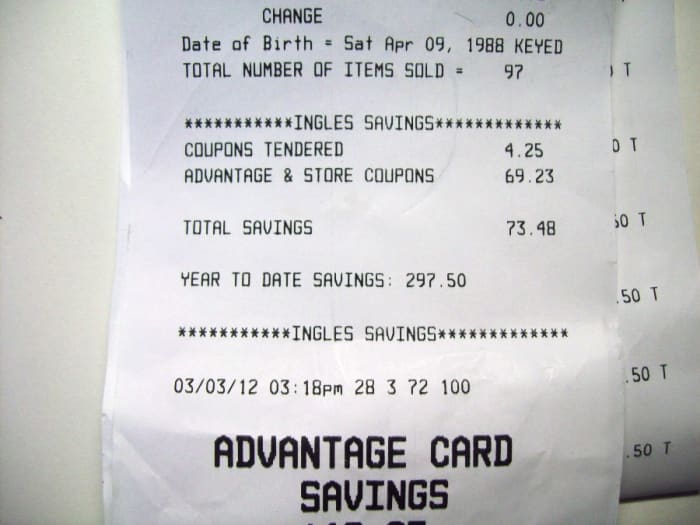 CHANGE 0.00
Date of Birth = Sat Apr 09, 1988 KEYED
TOTAL NUMBER OF ITEMS SOLD = 97
***********INGLES SAVINGS*************
COUPONS TENDERED 4.25
ADVANTAGE & STORE COUPONS 69.23
TOTAL SAVINGS 73.48
YEAR TO DATE SAVINGS: 297.50
***********INGLES SAVINGS*************
03/03/12 03:18pm 28 3 72 100
ADVANTAGE CARD
SAVINGS
T
T
T
.50 T
.50 T
.50 T